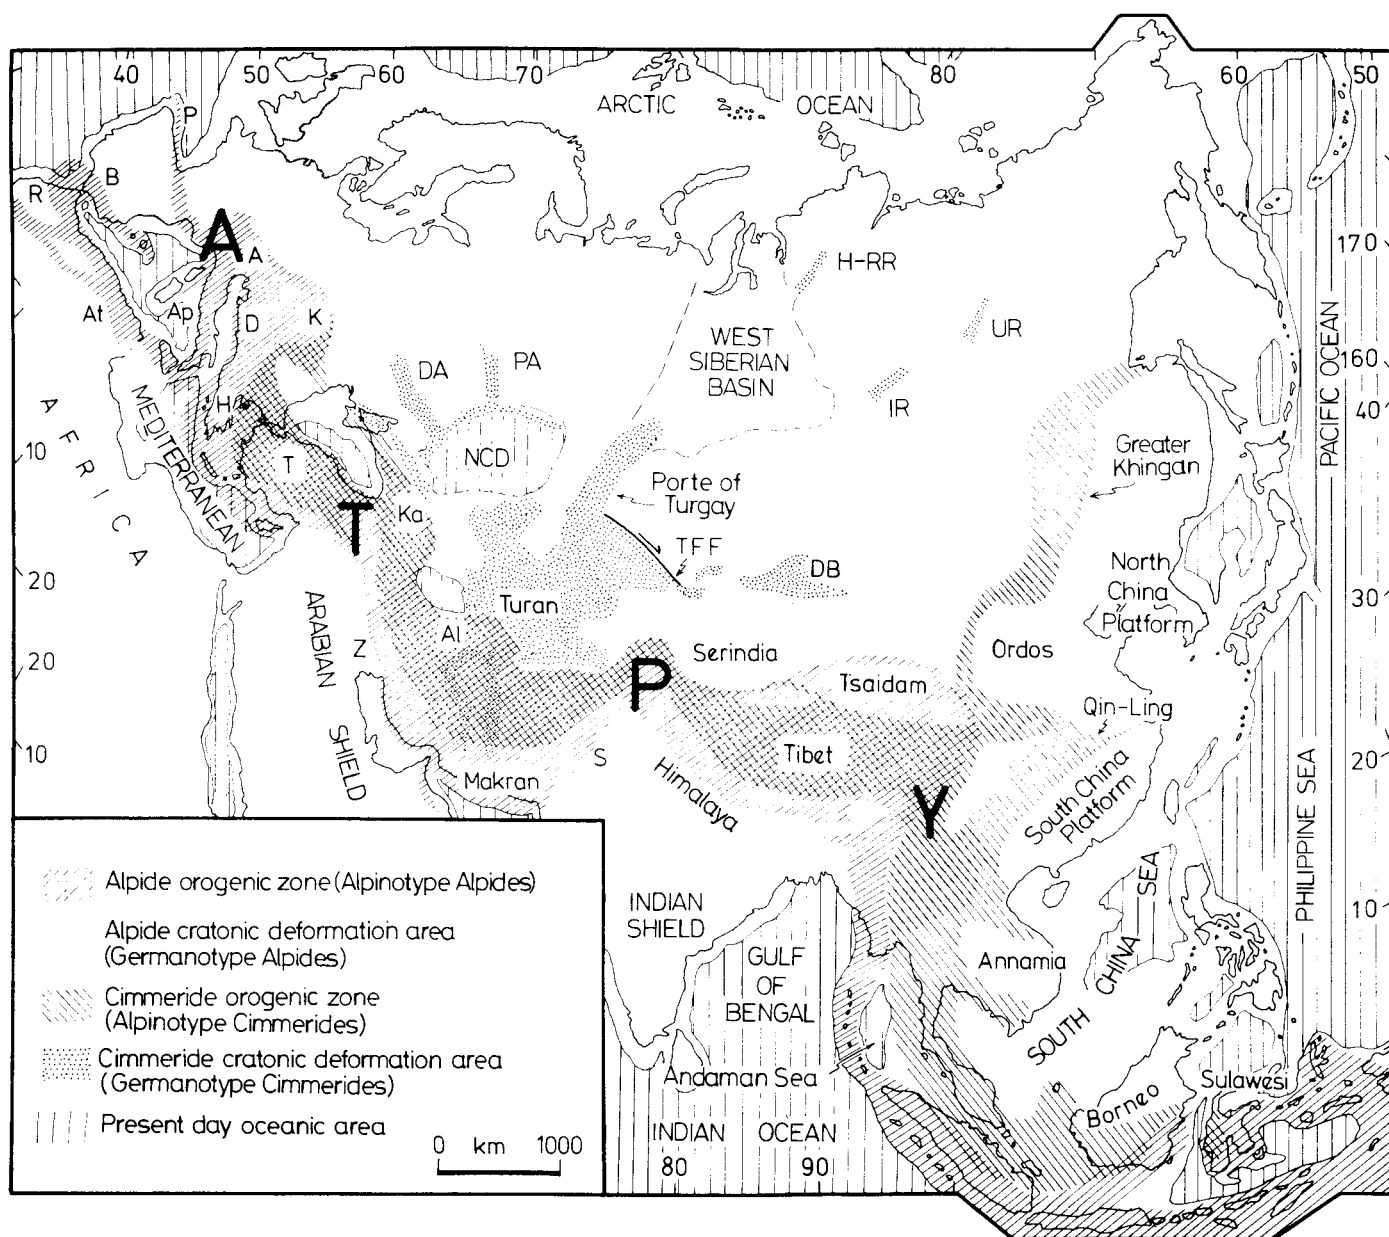 40
50
60
70
80
60
50
ARCTIC OCEAN
P
B
R
A
A
H-RR
170
At
Ap
D
K
UR
WEST
SIBERIAN
BASIN
DA
PA
IR
160
40
PACIFIC OCEAN
MEDITERRANEAN
AFRICA
H
T
NCD
10
Greater
Khingan
Porte of
Turgay
T
Ka
TFF
DB
North
China
Platform
20
30
ARABIAN
SHIELD
Turan
Al
Z
Serindia
Ordos
20
P
Tsaidam
Qin-Ling
10
S
Tibet
20
Makran
Himalaya
Y
South China
Platform
PHILIPPINE SEA
INDIAN
SHIELD
GULF
OF
BENGAL
Annamia
SOUTH CHINA SEA
10
Andaman Sea
Borneo
Sulawesi
INDIAN OCEAN
80
90
Alpide orogenic zone (Alpinotype Alpides)
Alpide cratonic deformation area
(Germanotype Alpides)
Cimmeride orogenic zone
(Alpinotype Cimmerides)
Cimmeride cratonic deformation area
(Germanotype Cimmerides)
Present day oceanic area
0 km 1000